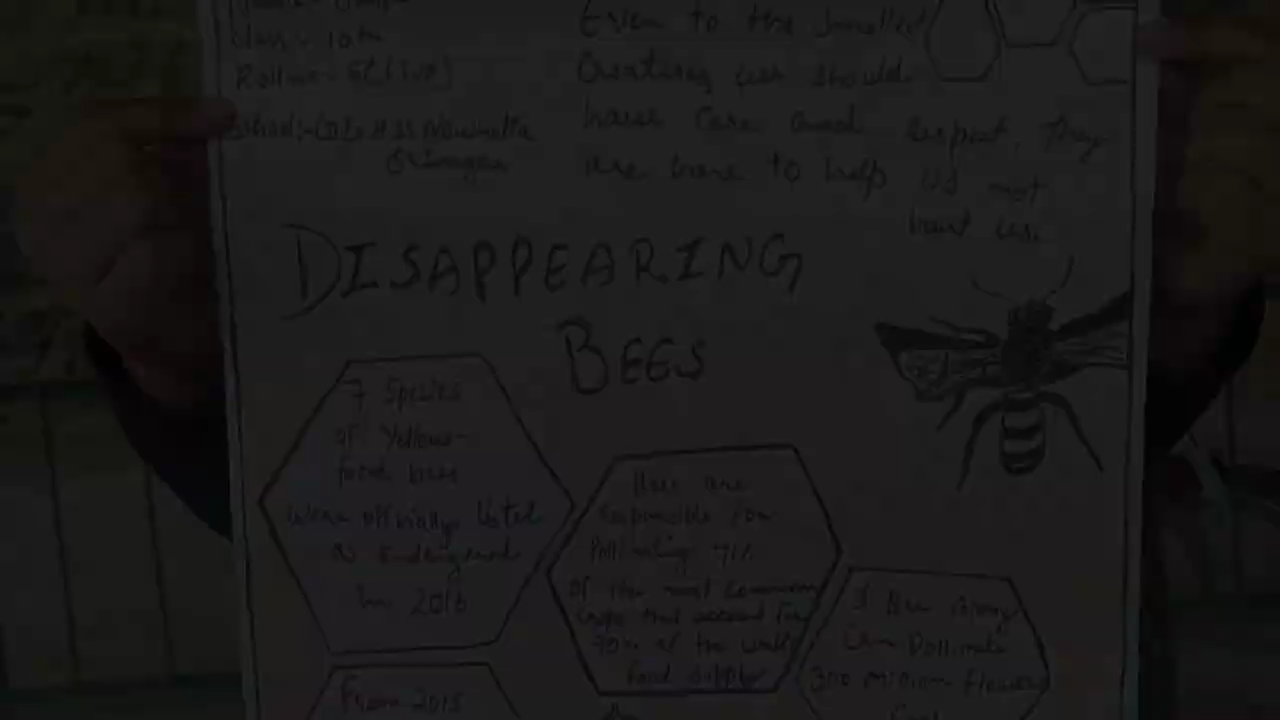 Class - 10th
Even to the smallest
Creatures we should
have care and respect, they
are here to help us not
hurt us.
DISAPPEARING
BEES
7 Species
of Yellow-
faced bees
were officially listed
as endangered
in 2016
Bees are
responsible for
Pollinating 71%
of the most common
crops that account for
90% of the world's
food supply
1 Bee colony
Can Pollinate
300 million flowers
From 2015